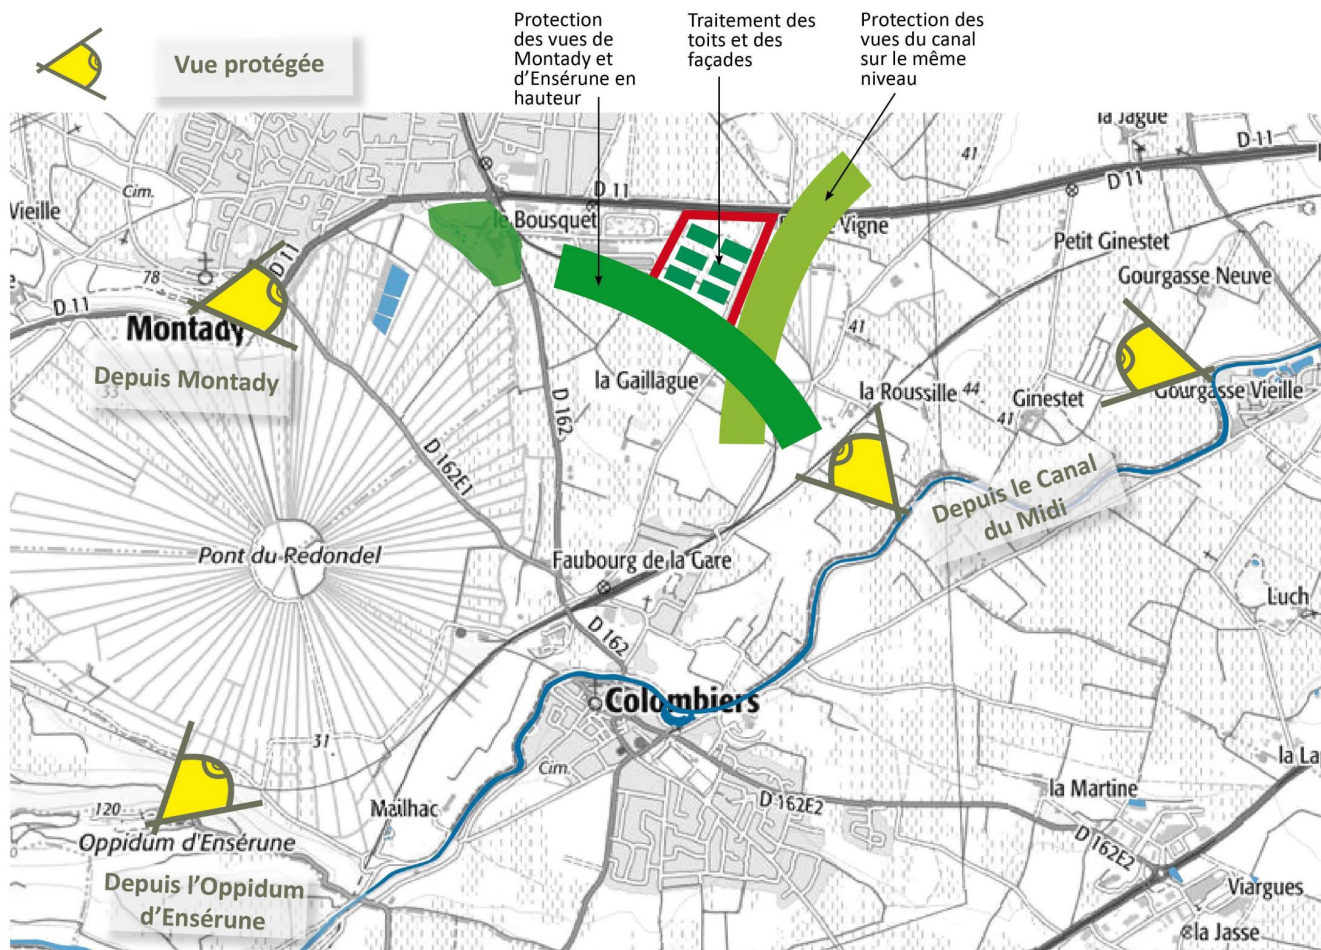 Vue protégée
Protection
des vues de
Montady et
d'Ensérune en
hauteur
Traitement des
toits et des
façades
Protection des
vues du canal
sur le même
niveau
la Jague
41
D 11
D 11
D 11
Cim.
Vieille
le Bousquet
Vigne
Petit Ginestet
Gourgasse Neuve
78
D 11
D 11
Montady
41
Depuis Montady
33
la Gaillague
la Roussille
44
Ginestet
41
Gourgasse Vieille
D 162
D 162E1
Depuis le Canal
du Midi
Pont du Redondel
Faubourg de la Gare
Luch
D 162
Colombiers
31
Cim.
la Martine
120
Mailhac
D 162E2
Oppidum d'Ensérune
D 162E2
Depuis l'Oppidum
d'Ensérune
Viargues
la Jasse